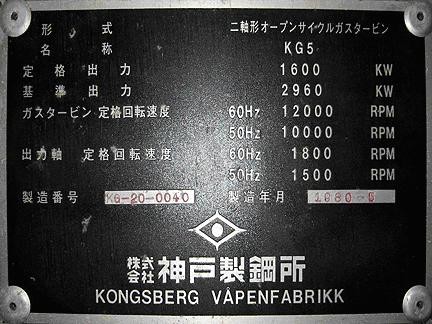 形式 二軸形オープンサイクルガスタービン
名称 KG5
定格出力 1600 KW
基準出力 2960 KW
ガスタービン 定格回転速度 60Hz 12000 RPM
50Hz 10000 RPM
出力軸 定格回転速度 60Hz 1800 RPM
50Hz 1500 RPM
製造番号 KG-20-0040 製造年月 1980-
株式会社 神戸製鋼所
KONGSBERG VÅPENFABRIKK